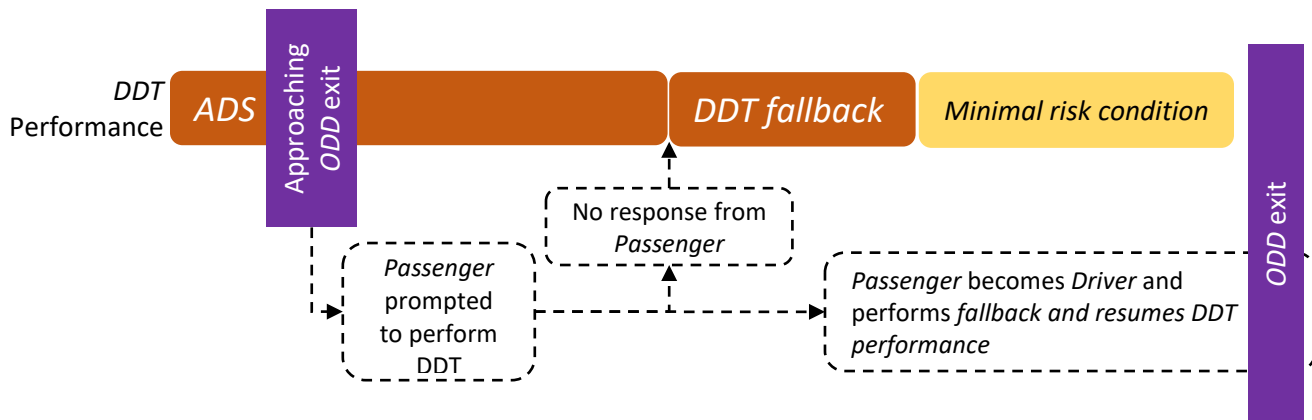 DDT
Performance
ADS
Approaching
ODD exit
DDT fallback
Minimal risk condition
No response from
Passenger
Passenger
prompted
to perform
DDT
Passenger becomes Driver and
performs fallback and resumes DDT
performance
ODD exit